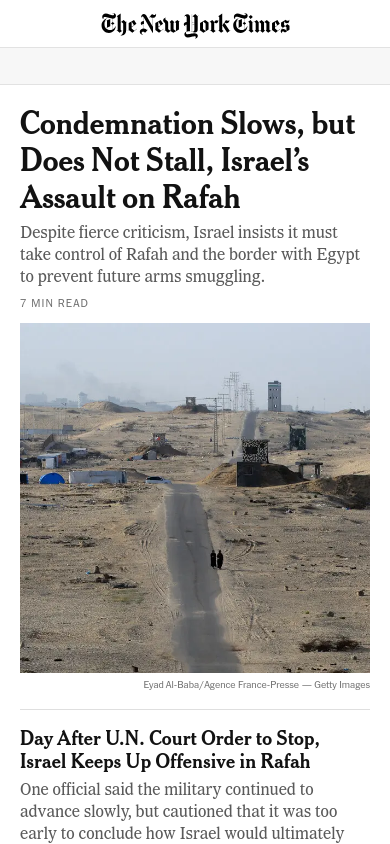 The New York Times
Condemnation Slows, but
Does Not Stall, Israel’s
Assault on Rafah
Despite fierce criticism, Israel insists it must
take control of Rafah and the border with Egypt
to prevent future arms smuggling.
7 MIN READ
Eyad Al-Baba/Agence France-Presse — Getty Images
Day After U.N. Court Order to Stop,
Israel Keeps Up Offensive in Rafah
One official said the military continued to
advance slowly, but cautioned that it was too
early to conclude how Israel would ultimately